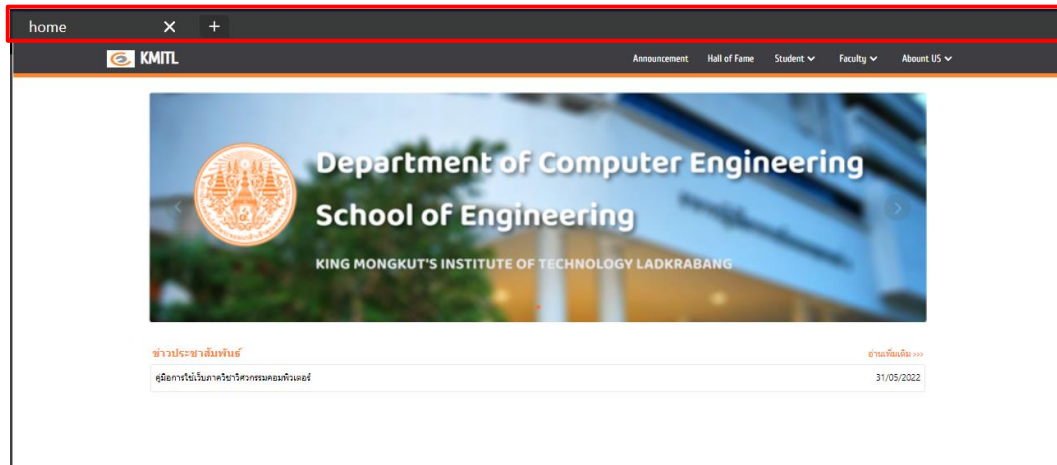 home × +
KMITL Announcement Hall of Fame Student Faculty Abount US
Department of Computer Engineering
School of Engineering
KING MONGKUT'S INSTITUTE OF TECHNOLOGY LADKRABANG
ข่าวประชาสัมพันธ์ อ่านเพิ่มเติม >>>
คู่มือการใช้เว็บภาควิชาวิศวกรรมคอมพิวเตอร์ 31/05/2022